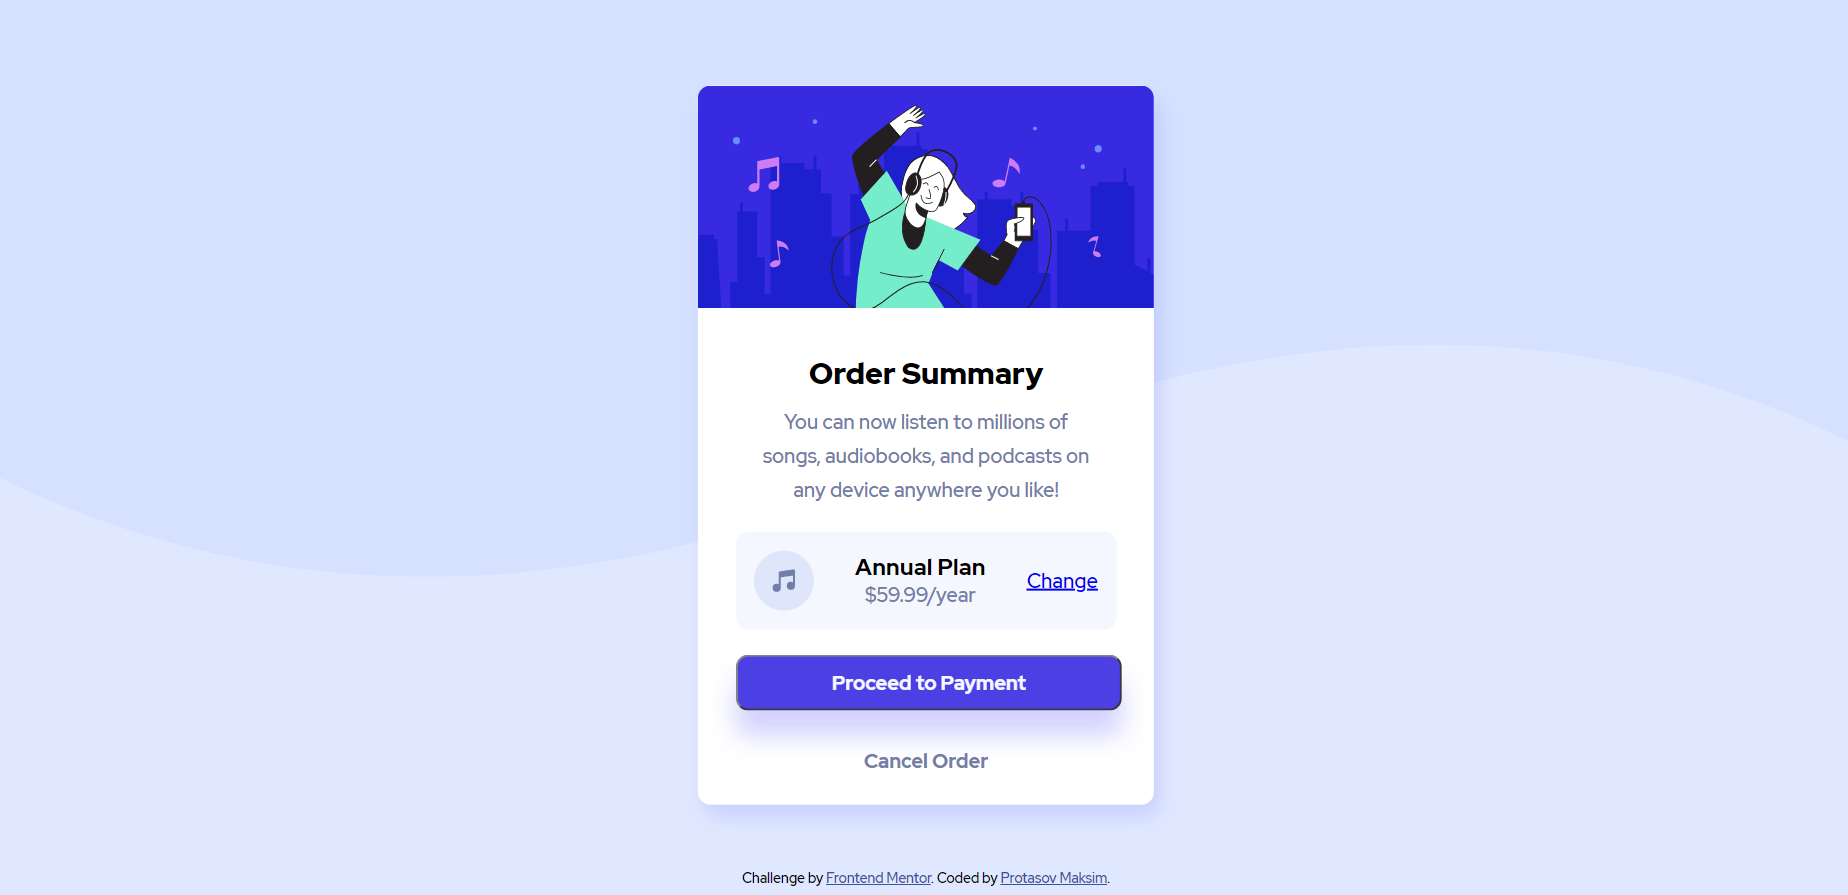 Order Summary
You can now listen to millions of
songs, audiobooks, and podcasts on
any device anywhere you like!
Annual Plan
$59.99/year
Change
Proceed to Payment
Cancel Order
Challenge by Frontend Mentor. Coded by Protasov Maksim.